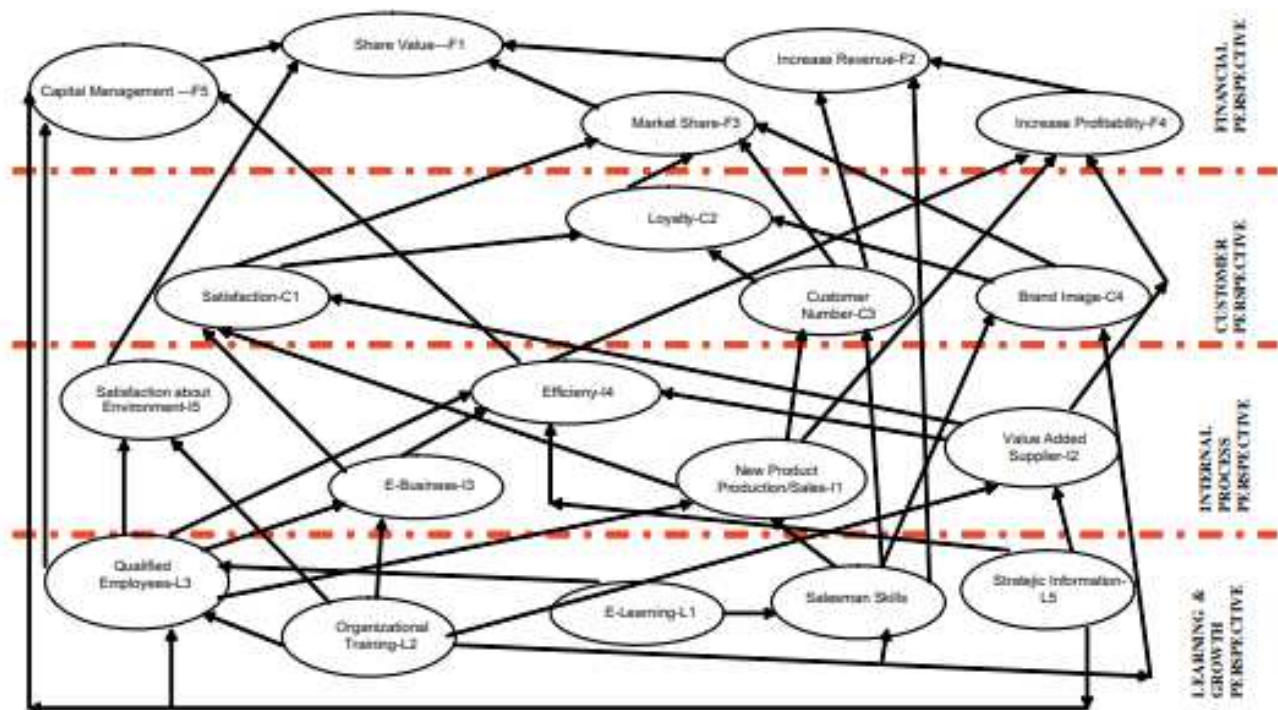 Share Value—F1
Increase Revenue-F2
Capital Management —F5
Market Share-F3
Increase Profitability-F4
FINANCIAL
PERSPECTIVE
Loyalty-C2
Satisfaction-C1
Customer
Number-C3
Brand Image-C4
CUSTOMER
PERSPECTIVE
Satisfaction about
Environment-I5
Efficieny-I4
Value Added
Supplier-I2
E-Business-I3
New Product
Production/Sales-I1
INTERNAL
PROCESS
PERSPECTIVE
Qualified
Employees-L3
Organizational
Training-L2
E-Learning-L1
Salesman Skills
Stratejic Information-
L5
LEARNING &
GROWTH
PERSPECTIVE